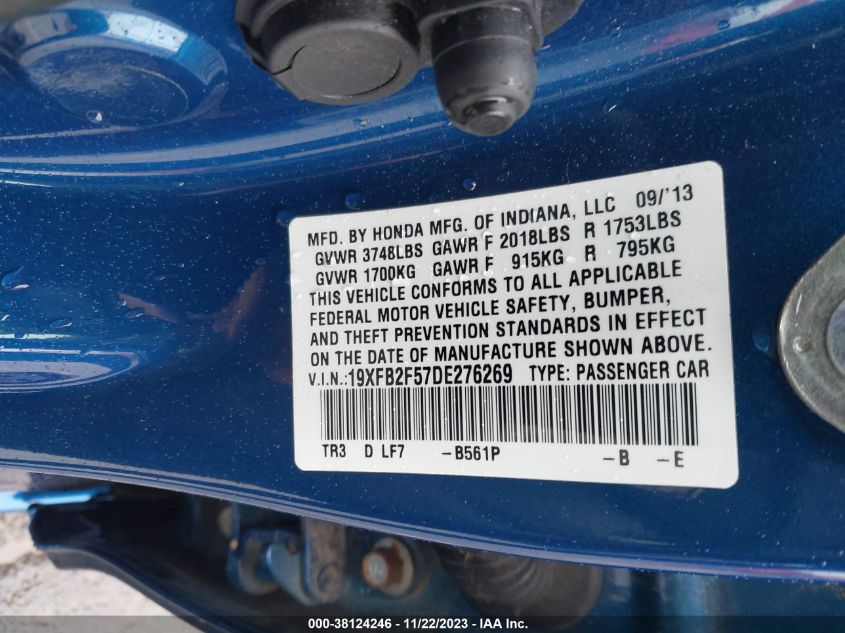 MFD. BY HONDA MFG. OF INDIANA, LLC 09/'13
GVWR 3748LBS GAWR F 2018LBS R 1753LBS
GVWR 1700KG GAWR F 915KG R 795KG
THIS VEHICLE CONFORMS TO ALL APPLICABLE
FEDERAL MOTOR VEHICLE SAFETY, BUMPER,
AND THEFT PREVENTION STANDARDS IN EFFECT
ON THE DATE OF MANUFACTURE SHOWN ABOVE.
V.I.N.:19XFB2F57DE276269 TYPE: PASSENGER CAR
TR3 D LF7 -B561P -B -E
000-38124246 - 11/22/2023 - IAA Inc.